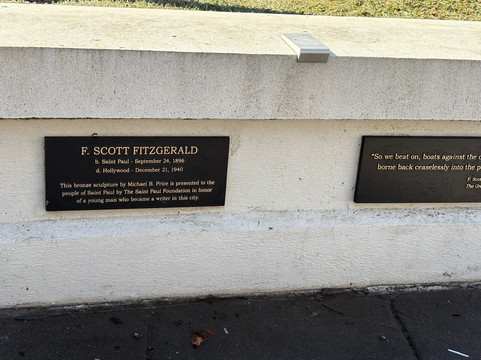 F. SCOTT FITZGERALD
b. Saint Paul - September 24, 1896
d. Hollywood - December 21, 1940
This bronze sculpture by Michael B. Price is presented to the
people of Saint Paul by The Saint Paul Foundation in honor
of a young man who became a writer in this city.
"So we beat on, boats against the
borne back ceaselessly into the
F.
The